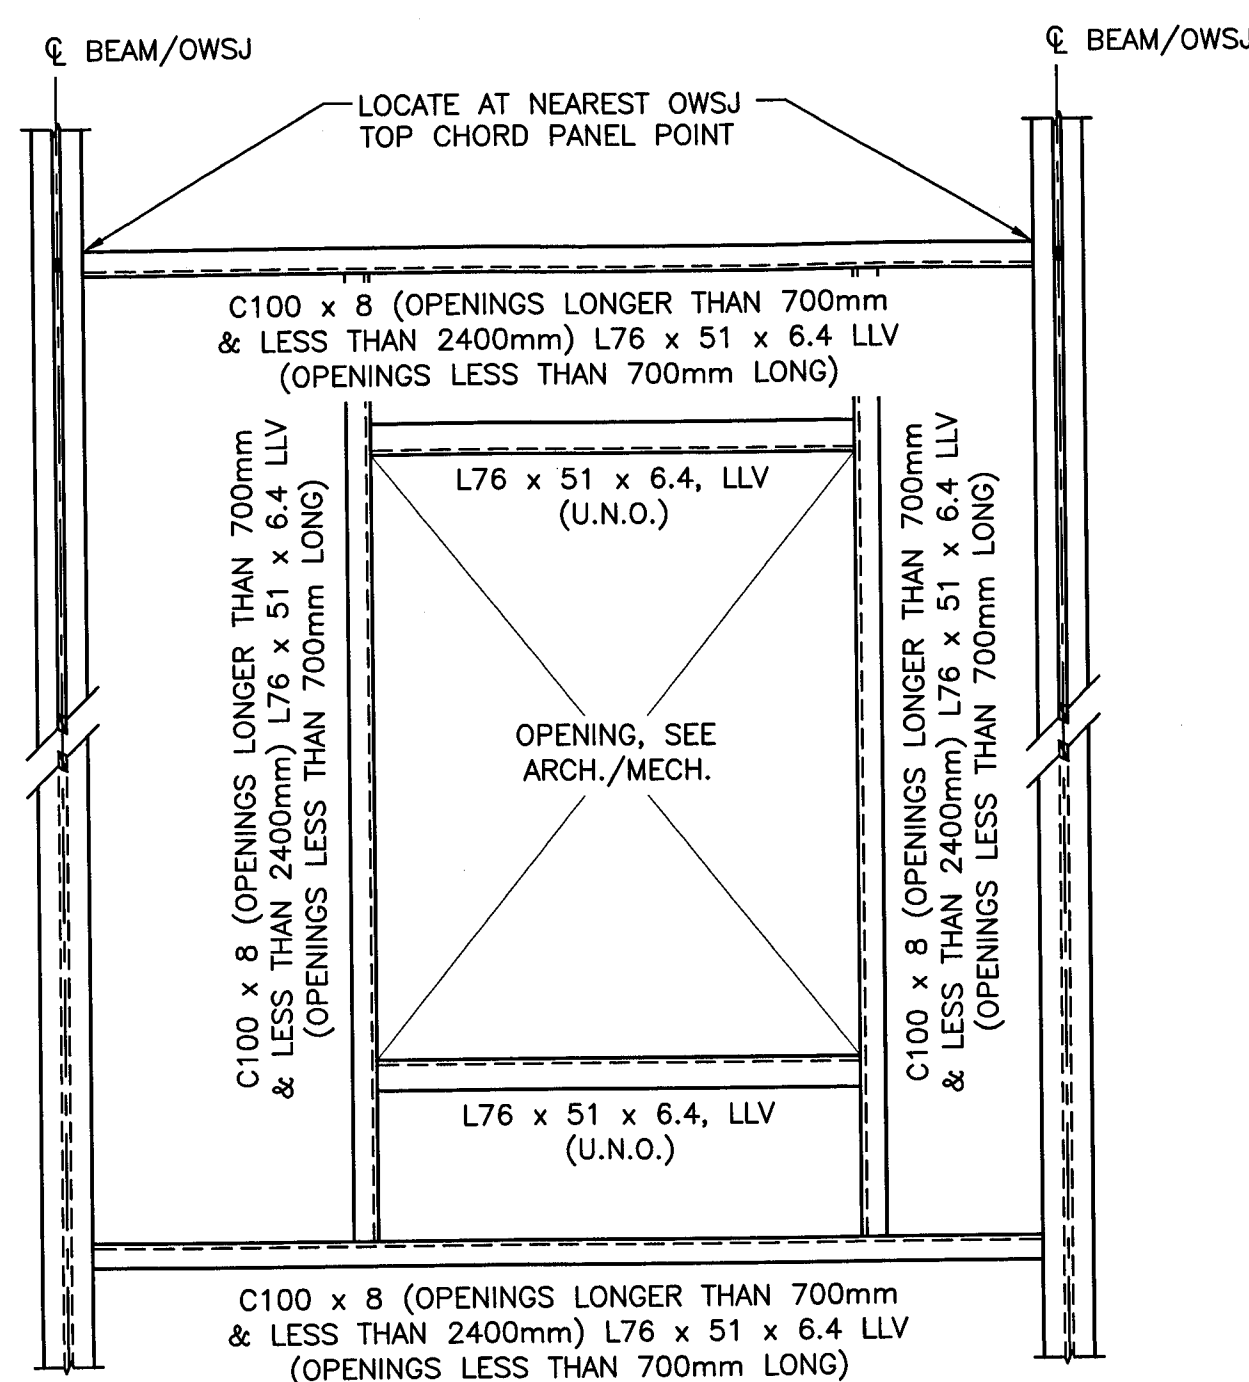 ℄ BEAM/OWSJ
℄ BEAM/OWSJ
LOCATE AT NEAREST OWSJ
TOP CHORD PANEL POINT
C100 x 8 (OPENINGS LONGER THAN 700mm
& LESS THAN 2400mm) L76 x 51 x 6.4 LLV
(OPENINGS LESS THAN 700mm LONG)
C100 x 8 (OPENINGS LONGER THAN 700mm
& LESS THAN 2400mm) L76 x 51 x 6.4 LLV
(OPENINGS LESS THAN 700mm LONG)
L76 x 51 x 6.4, LLV
(U.N.O.)
OPENING, SEE
ARCH./MECH.
L76 x 51 x 6.4, LLV
(U.N.O.)
C100 x 8 (OPENINGS LONGER THAN 700mm
& LESS THAN 2400mm) L76 x 51 x 6.4 LLV
(OPENINGS LESS THAN 700mm LONG)
C100 x 8 (OPENINGS LONGER THAN 700mm
& LESS THAN 2400mm) L76 x 51 x 6.4 LLV
(OPENINGS LESS THAN 700mm LONG)